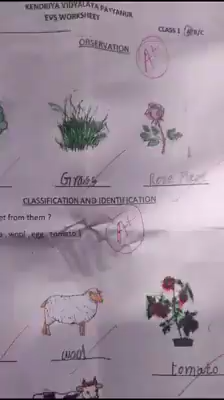 KENDRIYA VIDYALAYA PAYYANUR
EVS WORKSHEET
CLASS 1 A/B/C
OBSERVATION
A+
Grass
Rose Plant
CLASSIFICATION AND IDENTIFICATION
et from them ?
wool egg tomato
A+
wool
tomato